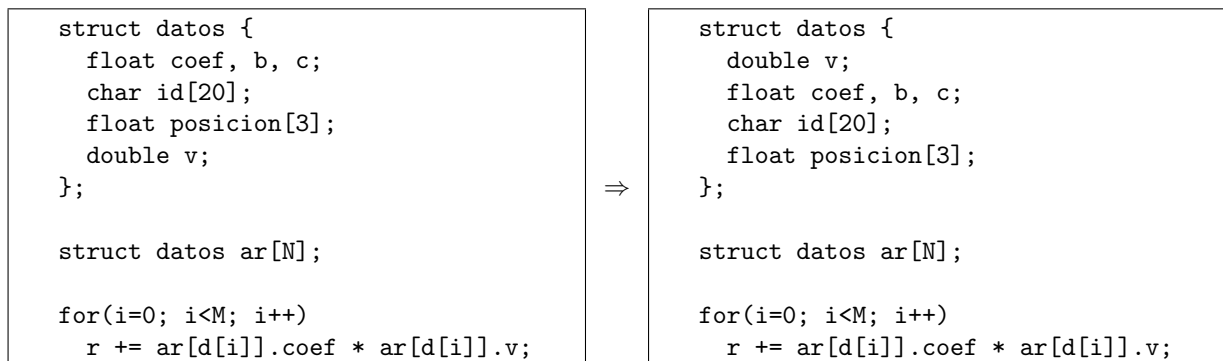 struct datos {
float coef, b, c;
char id[20];
float posicion[3];
double v;
};
struct datos ar[N];
for(i=0; i<M; i++)
r += ar[d[i]].coef * ar[d[i]].v;
⇒
struct datos {
double v;
float coef, b, c;
char id[20];
float posicion[3];
};
struct datos ar[N];
for(i=0; i<M; i++)
r += ar[d[i]].coef * ar[d[i]].v;